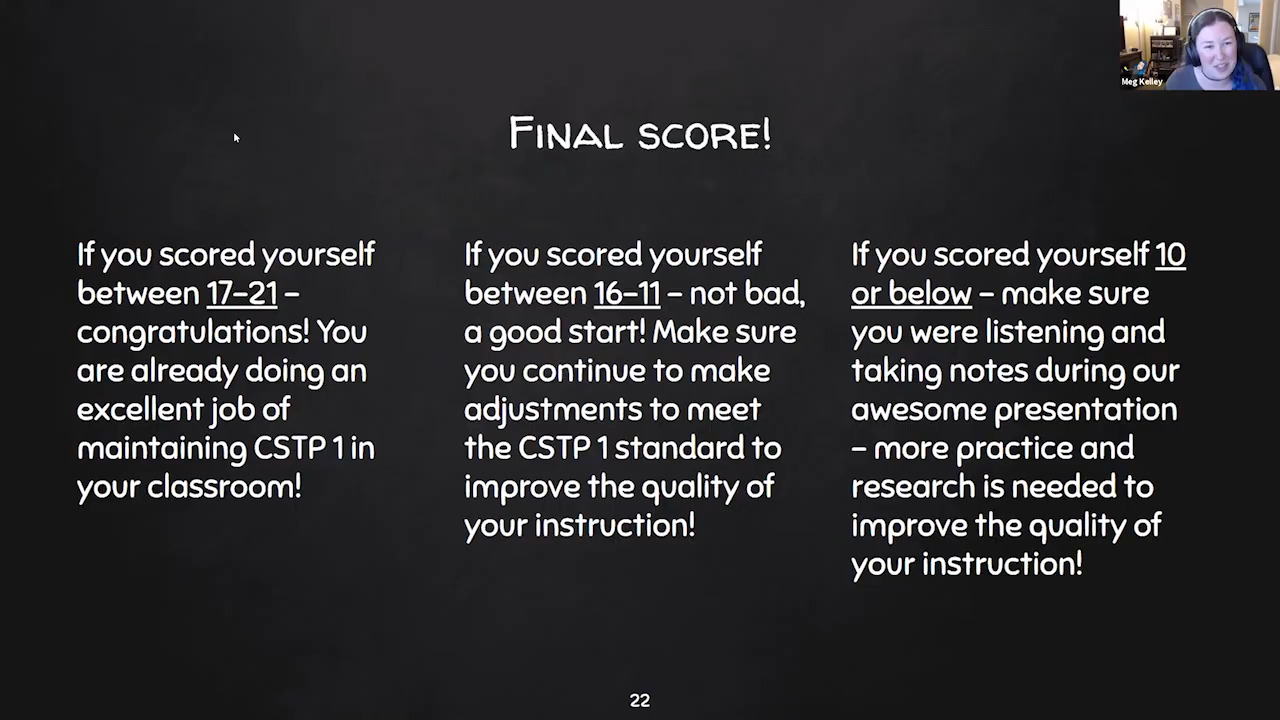 Meg Kelley
FINAL SCORE!
If you scored yourself
between 17-21 –
congratulations! You
are already doing an
excellent job of
maintaining CSTP 1 in
your classroom!
If you scored yourself
between 16-11 – not bad,
a good start! Make sure
you continue to make
adjustments to meet
the CSTP 1 standard to
improve the quality of
your instruction!
If you scored yourself 10
or below – make sure
you were listening and
taking notes during our
awesome presentation
– more practice and
research is needed to
improve the quality of
your instruction!
22